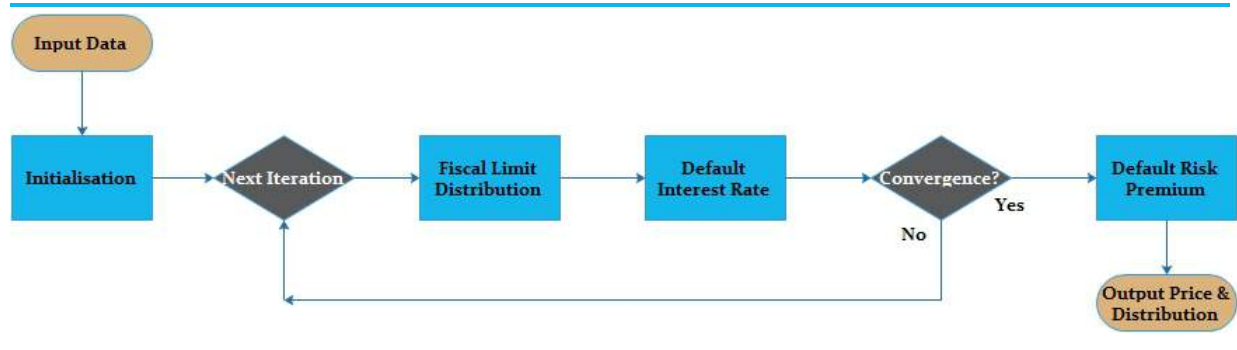 Input Data
Initialisation
Next Iteration
Fiscal Limit
Distribution
Default
Interest Rate
Convergence?
Yes
No
Default Risk
Premium
Output Price &
Distribution